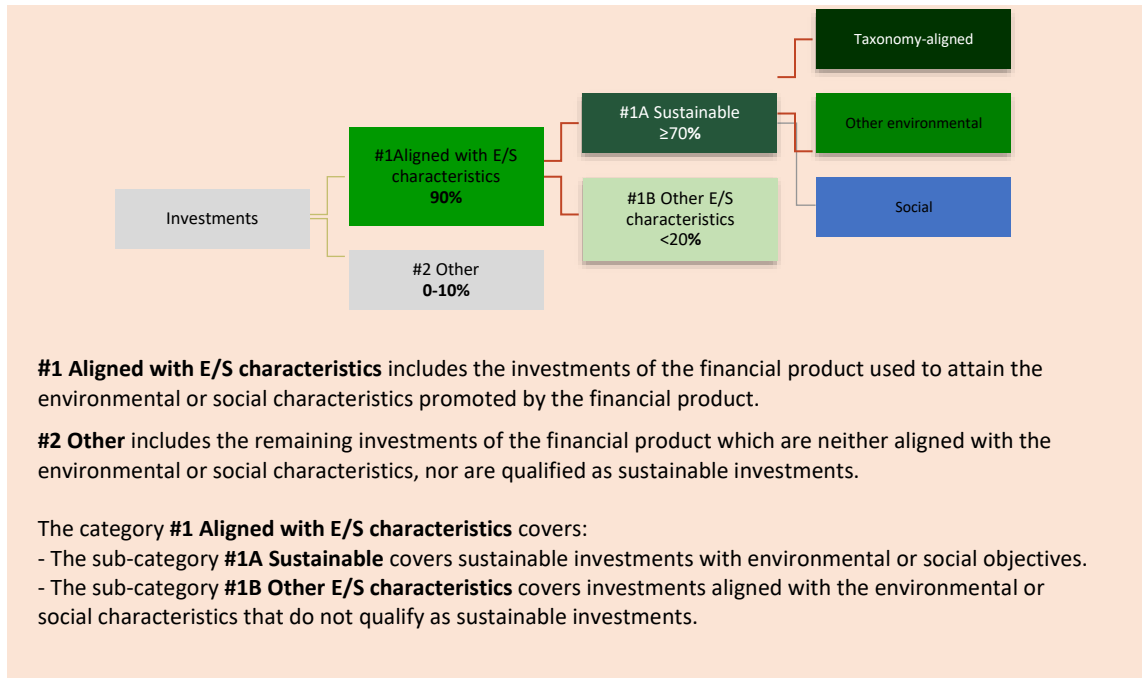 Taxonomy-aligned
#1A Sustainable
≥70%
Other environmental
#1Aligned with E/S
characteristics
90%
#1B Other E/S
characteristics
<20%
Social
Investments
#2 Other
0-10%
#1 Aligned with E/S characteristics includes the investments of the financial product used to attain the
environmental or social characteristics promoted by the financial product.
#2 Other includes the remaining investments of the financial product which are neither aligned with the
environmental or social characteristics, nor are qualified as sustainable investments.
The category #1 Aligned with E/S characteristics covers:
- The sub-category #1A Sustainable covers sustainable investments with environmental or social objectives.
- The sub-category #1B Other E/S characteristics covers investments aligned with the environmental or
social characteristics that do not qualify as sustainable investments.